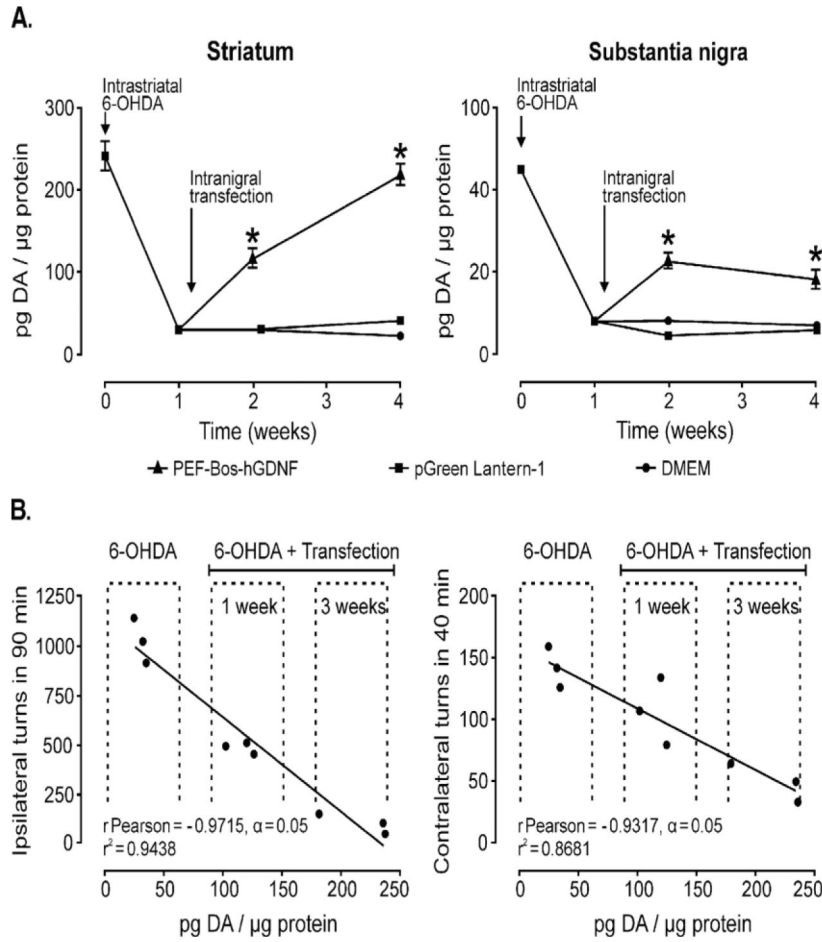 A.
Striatum
Intrastriatal
6-OHDA
300
200
100
0
pg DA / µg protein
Intranigral
transfection
*
*
0 1 2 3 4
Time (weeks)
Substantia nigra
Intrastriatal
6-OHDA
100
40
20
0
pg DA / µg protein
Intranigral
transfection
*
*
0 1 2 3 4
Time (weeks)
PEF-Bos-hGDNF pGreen Lantern-1 DMEM
B.
6-OHDA 6-OHDA + Transfection
1 week 3 weeks
1250
1000
750
500
250
0
Ipsilateral turns in 90 min
r Pearson = - 0.9715, α = 0.05
r² = 0.9438
0 50 100 150 200 250
pg DA / µg protein
6-OHDA 6-OHDA + Transfection
1 week 3 weeks
200
150
100
50
0
Contralateral turns in 40 min
r Pearson = - 0.9317, α = 0.05
r² = 0.8681
0 50 100 150 200 250
pg DA / µg protein